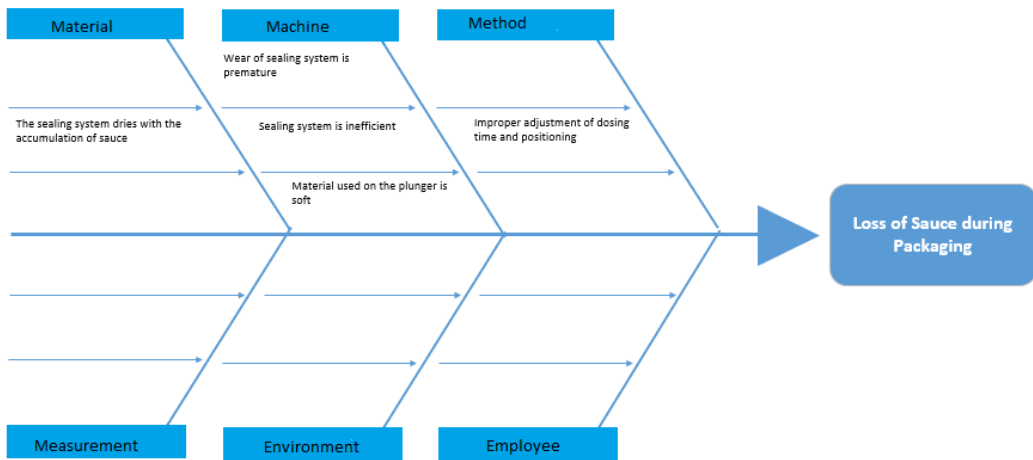 Material
Machine
Method
Wear of sealing system is
premature
The sealing system dries with the
accumulation of sauce
Sealing system is inefficient
Improper adjustment of dosing
time and positioning
Material used on the plunger is
soft
Loss of Sauce during
Packaging
Measurement
Environment
Employee